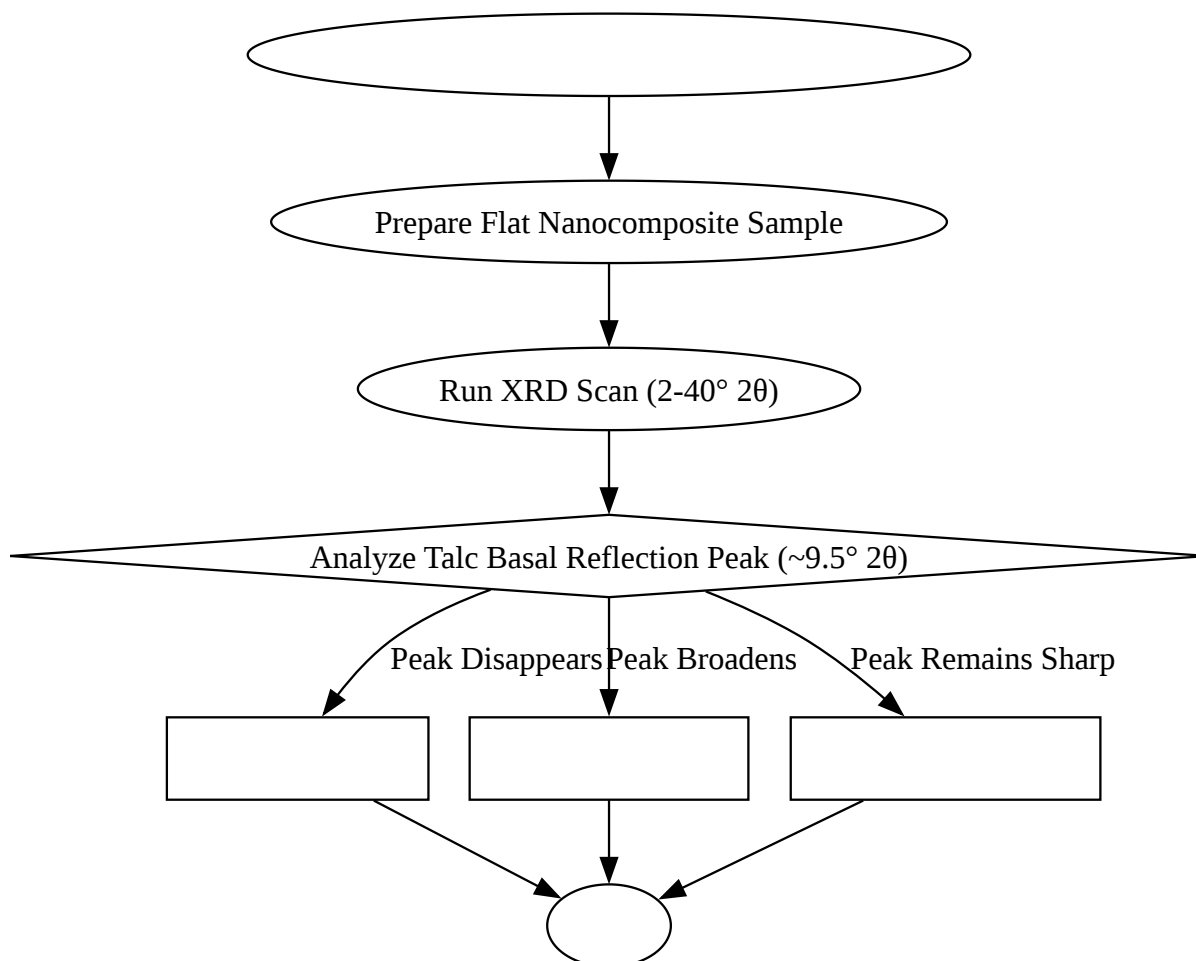 Prepare Flat Nanocomposite Sample
Run XRD Scan (2-40° 2θ)
Analyze Talc Basal Reflection Peak (~9.5° 2θ)
Peak Disappears
Peak Broadens
Peak Remains Sharp